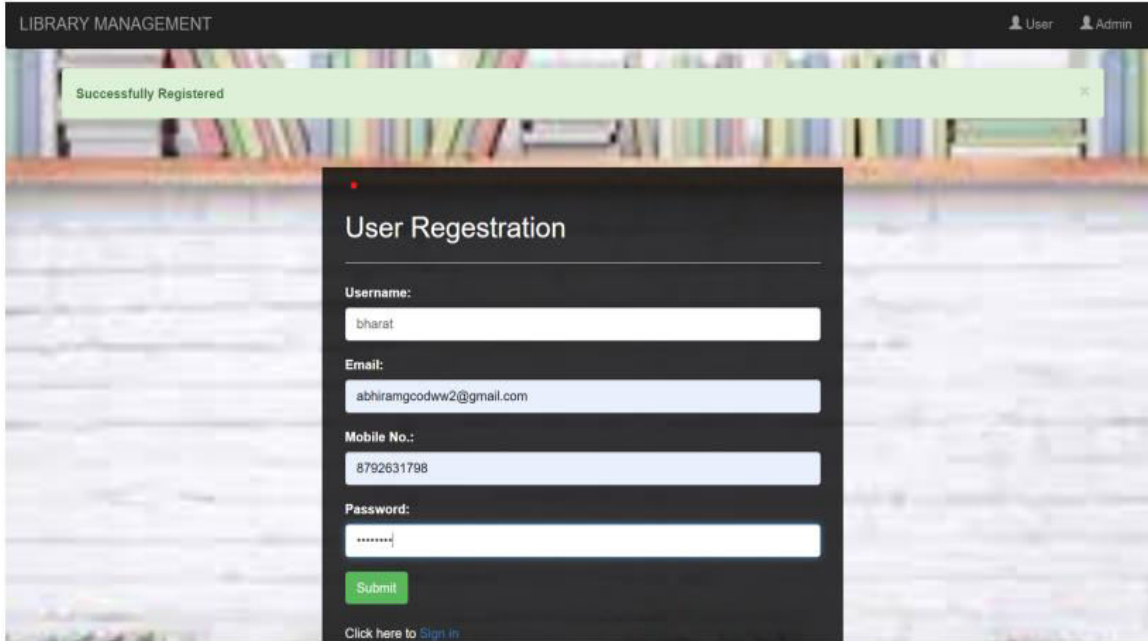 LIBRARY MANAGEMENT User Admin
Successfully Registered ×
User Regestration
Username:
bharat
Email:
abhiramgcodww2@gmail.com
Mobile No.:
8792631798
Password:
••••••••
Submit
Click here to Sign in